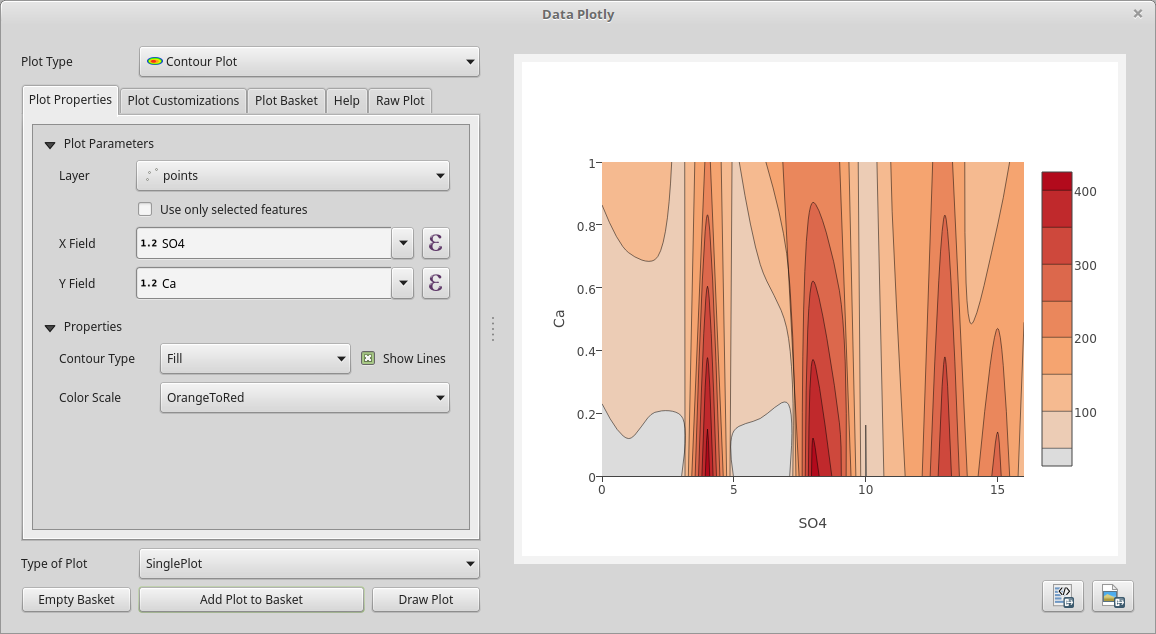 Data Plotly
Plot Type
Contour Plot
Plot Properties
Plot Customizations
Plot Basket
Help
Raw Plot
Plot Parameters
Layer
points
Use only selected features
X Field
1.2 SO4
ε
Y Field
1.2 Ca
ε
Properties
Contour Type
Fill
Show Lines
Color Scale
OrangeToRed
Type of Plot
SinglePlot
Empty Basket
Add Plot to Basket
Draw Plot
1
0.8
0.6
0.4
0.2
0
Ca
0
5
10
15
SO4
400
300
200
100